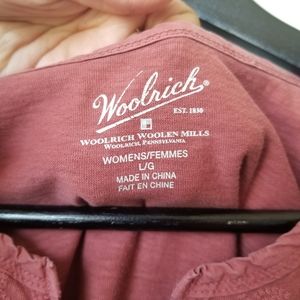 Woolrich®
EST. 1830
WOOLRICH WOOLEN MILLS
WOOLRICH, PENNSYLVANIA
WOMENS/FEMMES
L/G
MADE IN CHINA
FAIT EN CHINE